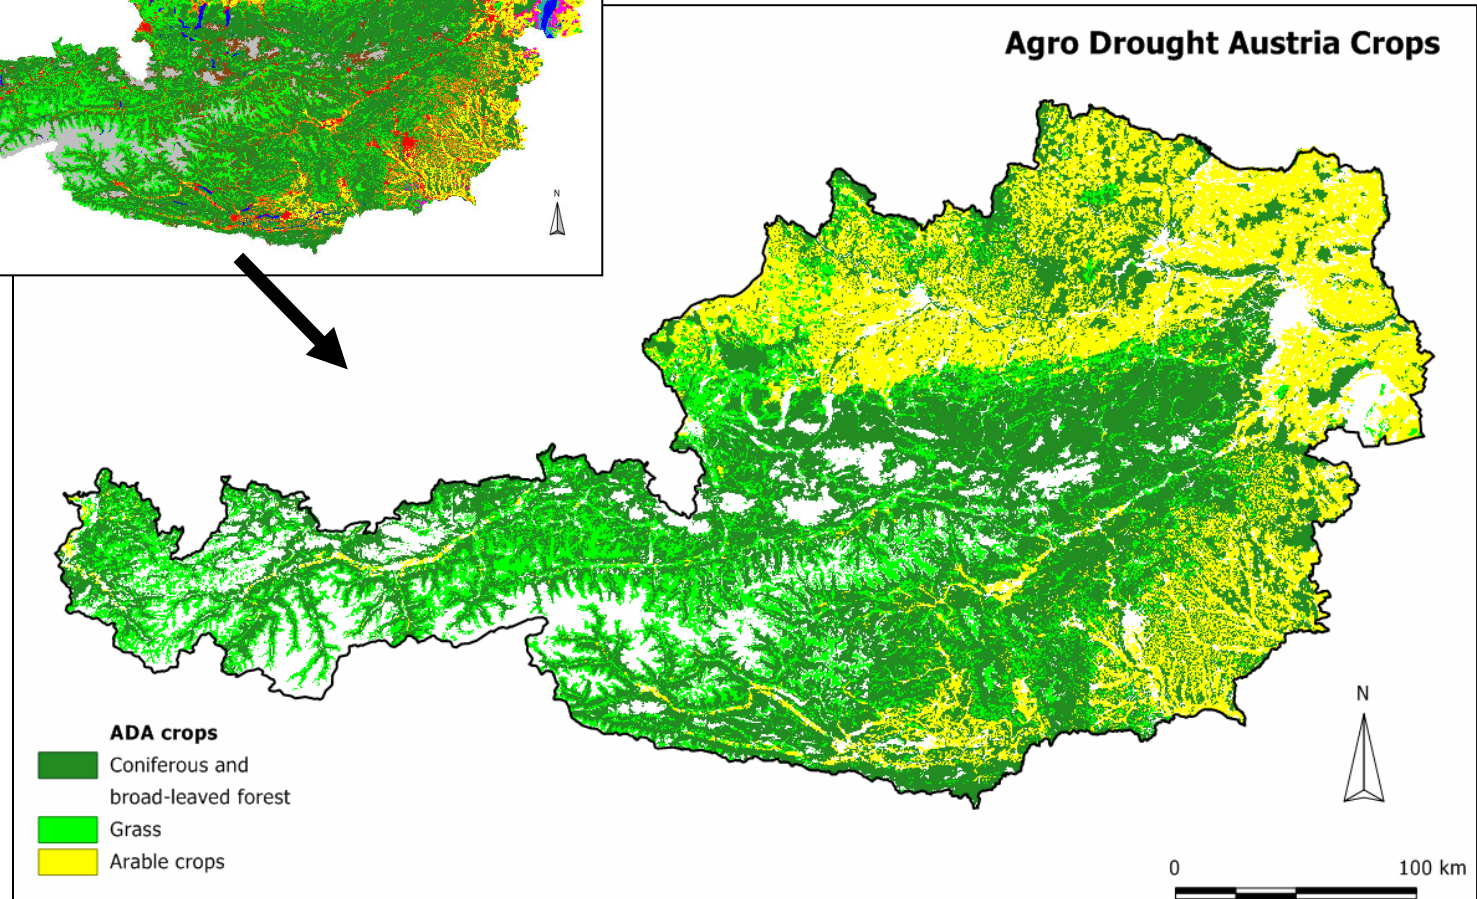 Agro Drought Austria Crops
N
N
ADA crops
Coniferous and
broad-leaved forest
Grass
Arable crops
0 100 km